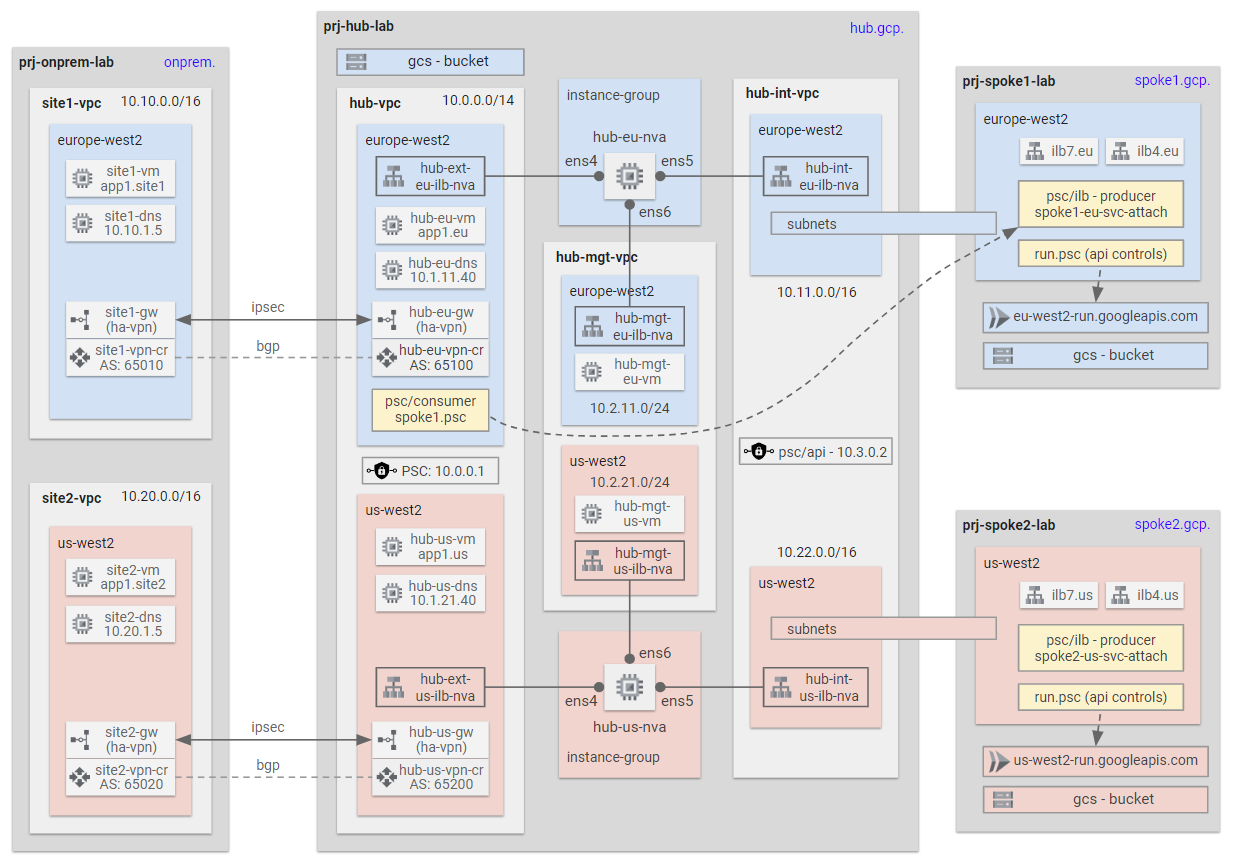 prj-onprem-lab
onprem.
site1-vpc
10.10.0.0/16
europe-west2
site1-vm
app1.site1
site1-dns
10.10.1.5
site1-gw
(ha-vpn)
site1-vpn-cr
AS: 65010
site2-vpc
10.20.0.0/16
us-west2
site2-vm
app1.site2
site2-dns
10.20.1.5
site2-gw
(ha-vpn)
site2-vpn-cr
AS: 65020
ipsec
bgp
ipsec
bgp
prj-hub-lab
hub.gcp.
gcs - bucket
hub-vpc
10.0.0.0/14
europe-west2
hub-ext-
eu-ilb-nva
hub-eu-vm
app1.eu
hub-eu-dns
10.1.11.40
hub-eu-gw
(ha-vpn)
hub-eu-vpn-cr
AS: 65100
psc/consumer
spoke1.psc
PSC: 10.0.0.1
us-west2
hub-us-vm
app1.us
hub-us-dns
10.1.21.40
hub-ext-
us-ilb-nva
hub-us-gw
(ha-vpn)
hub-us-vpn-cr
AS: 65200
instance-group
hub-eu-nva
ens4
ens5
ens6
hub-mgt-vpc
europe-west2
hub-mgt-
eu-ilb-nva
hub-mgt-
eu-vm
10.2.11.0/24
us-west2
10.2.21.0/24
hub-mgt-
us-vm
hub-mgt-
us-ilb-nva
ens6
ens4
ens5
hub-us-nva
instance-group
hub-int-vpc
europe-west2
hub-int-
eu-ilb-nva
subnets
10.11.0.0/16
psc/api - 10.3.0.2
10.22.0.0/16
us-west2
subnets
hub-int-
us-ilb-nva
prj-spoke1-lab
spoke1.gcp.
europe-west2
ilb7.eu
ilb4.eu
psc/ilb - producer
spoke1-eu-svc-attach
run.psc (api controls)
eu-west2-run.googleapis.com
gcs - bucket
prj-spoke2-lab
spoke2.gcp.
us-west2
ilb7.us
ilb4.us
psc/ilb - producer
spoke2-us-svc-attach
run.psc (api controls)
us-west2-run.googleapis.com
gcs - bucket